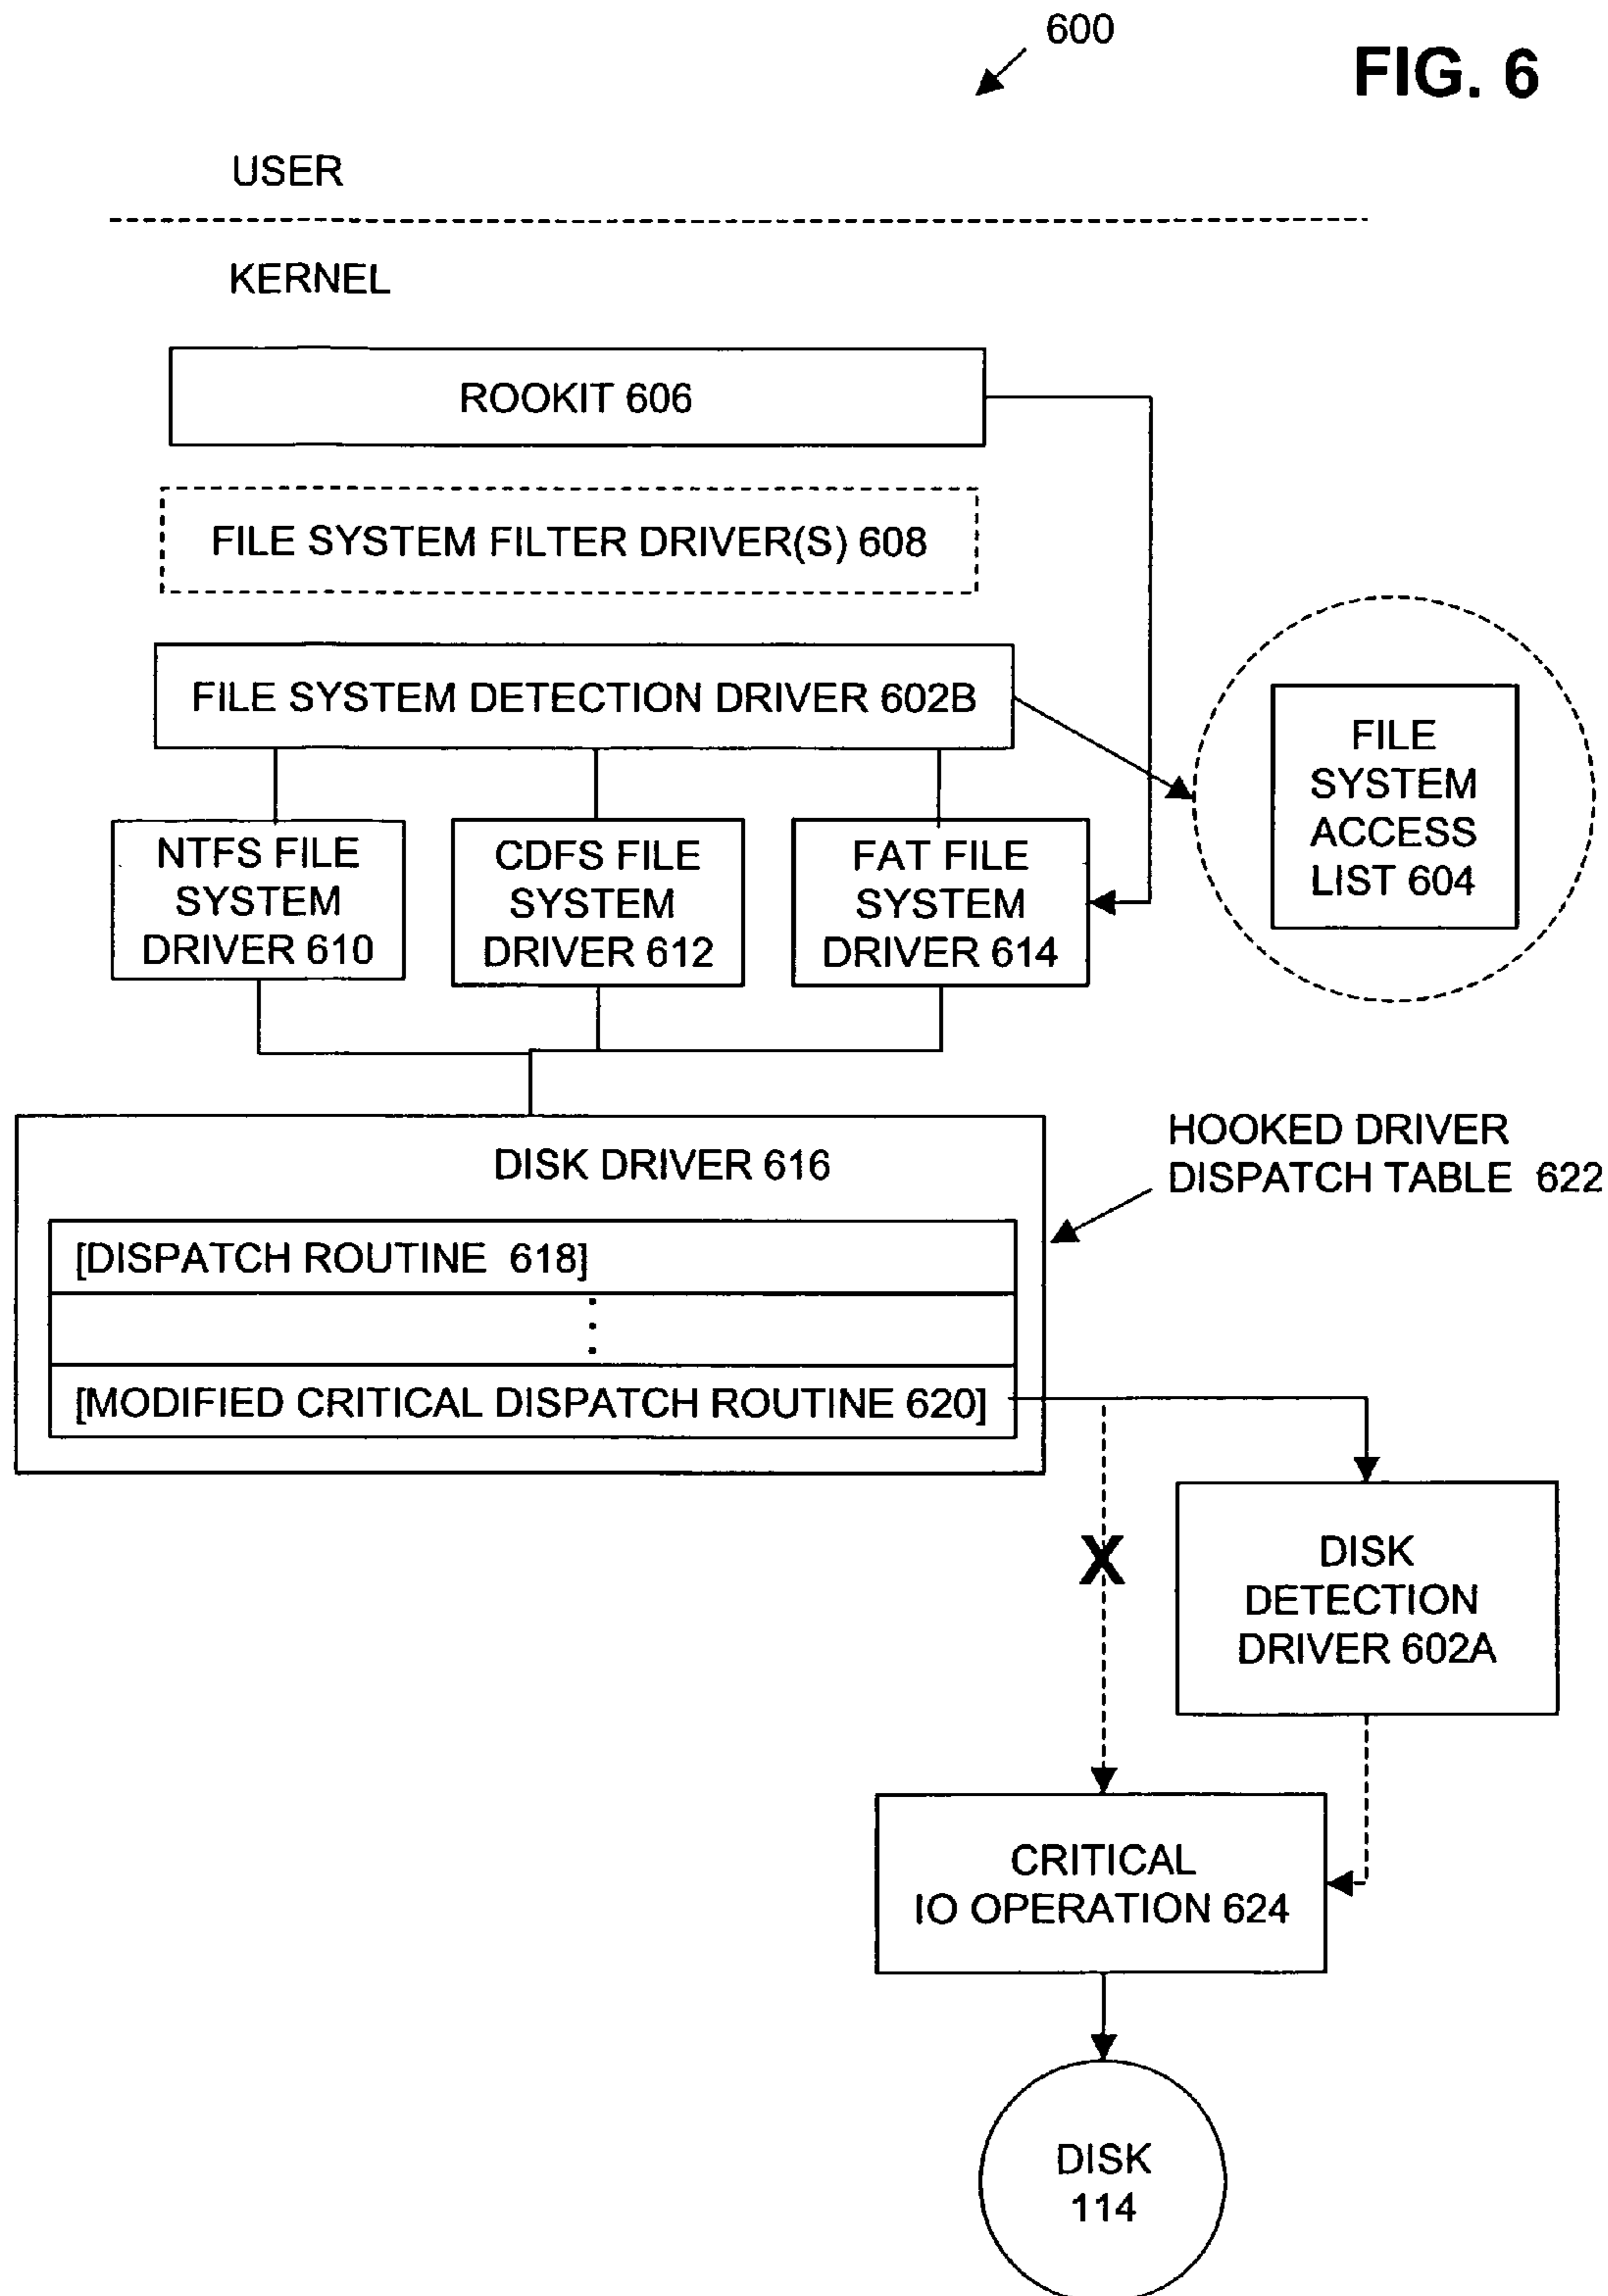 600
FIG. 6
USER
KERNEL
ROOKIT 606
FILE SYSTEM FILTER DRIVER(S) 608
FILE SYSTEM DETECTION DRIVER 602B
FILE
SYSTEM
ACCESS
LIST 604
NTFS FILE
SYSTEM
DRIVER 610
CDFS FILE
SYSTEM
DRIVER 612
FAT FILE
SYSTEM
DRIVER 614
DISK DRIVER 616
HOOKED DRIVER
DISPATCH TABLE 622
[DISPATCH ROUTINE 618]
[MODIFIED CRITICAL DISPATCH ROUTINE 620]
X
DISK
DETECTION
DRIVER 602A
CRITICAL
IO OPERATION 624
DISK
114